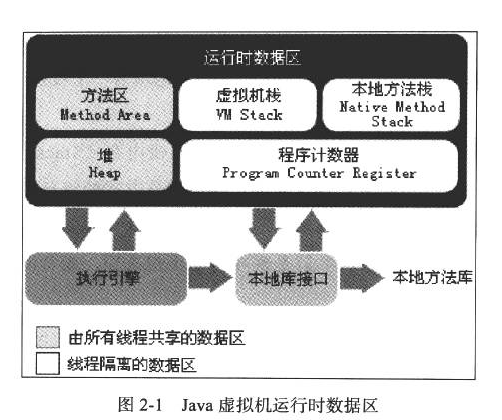 运行时数据区
方法区
Method Area
虚拟机栈
VM Stack
本地方法栈
Native Method
Stack
堆
Heap
程序计数器
Program Counter Register
执行引擎
本地库接口
本地方法库
由所有线程共享的数据区
线程隔离的数据区
图 2-1 Java 虚拟机运行时数据区